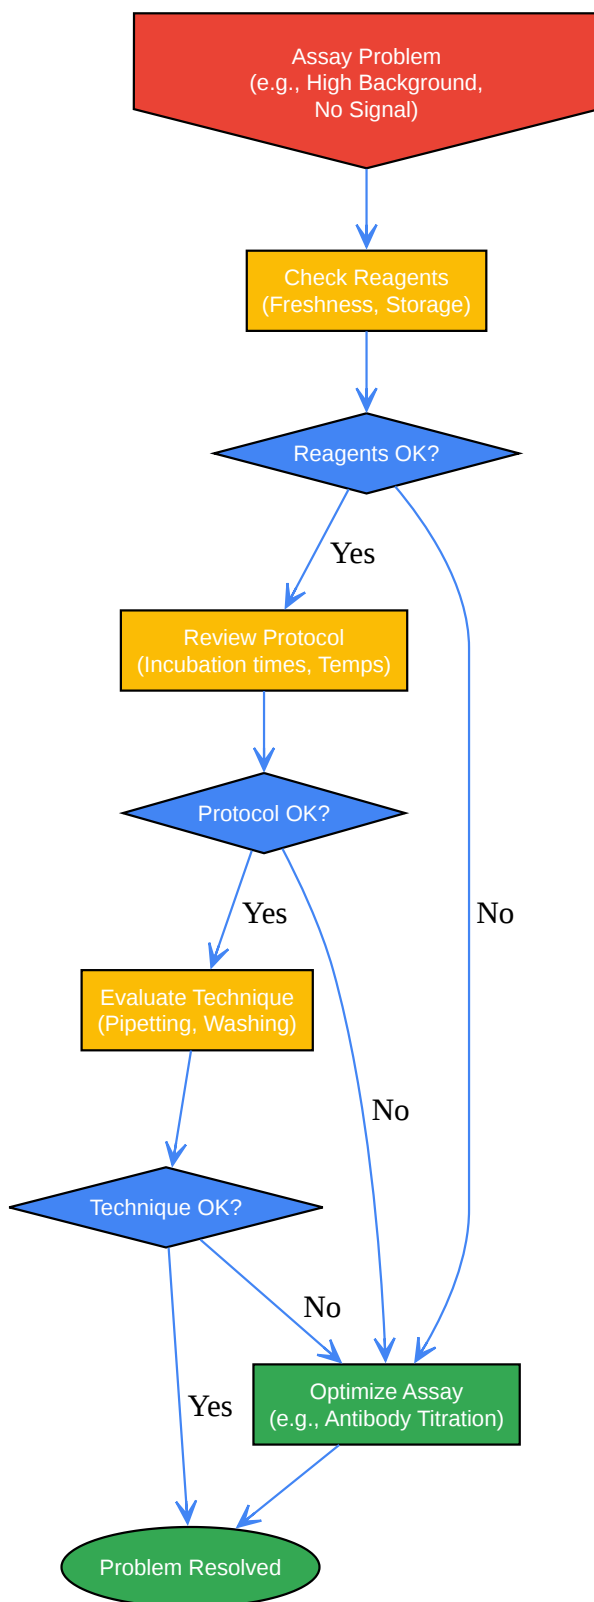 Assay Problem
(e.g., High Background,
No Signal)
Check Reagents
(Freshness, Storage)
Reagents OK?
Yes
Review Protocol
(Incubation times, Temps)
Protocol OK?
Yes
No
Evaluate Technique
(Pipetting, Washing)
No
Technique OK?
No
Optimize Assay
(e.g., Antibody Titration)
Yes
Problem Resolved